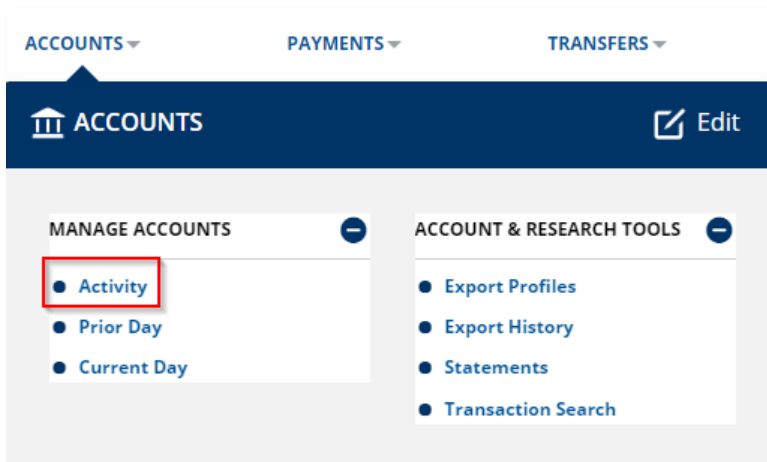 ACCOUNTS
PAYMENTS
TRANSFERS
ACCOUNTS
Edit
MANAGE ACCOUNTS
Activity
Prior Day
Current Day
ACCOUNT & RESEARCH TOOLS
Export Profiles
Export History
Statements
Transaction Search